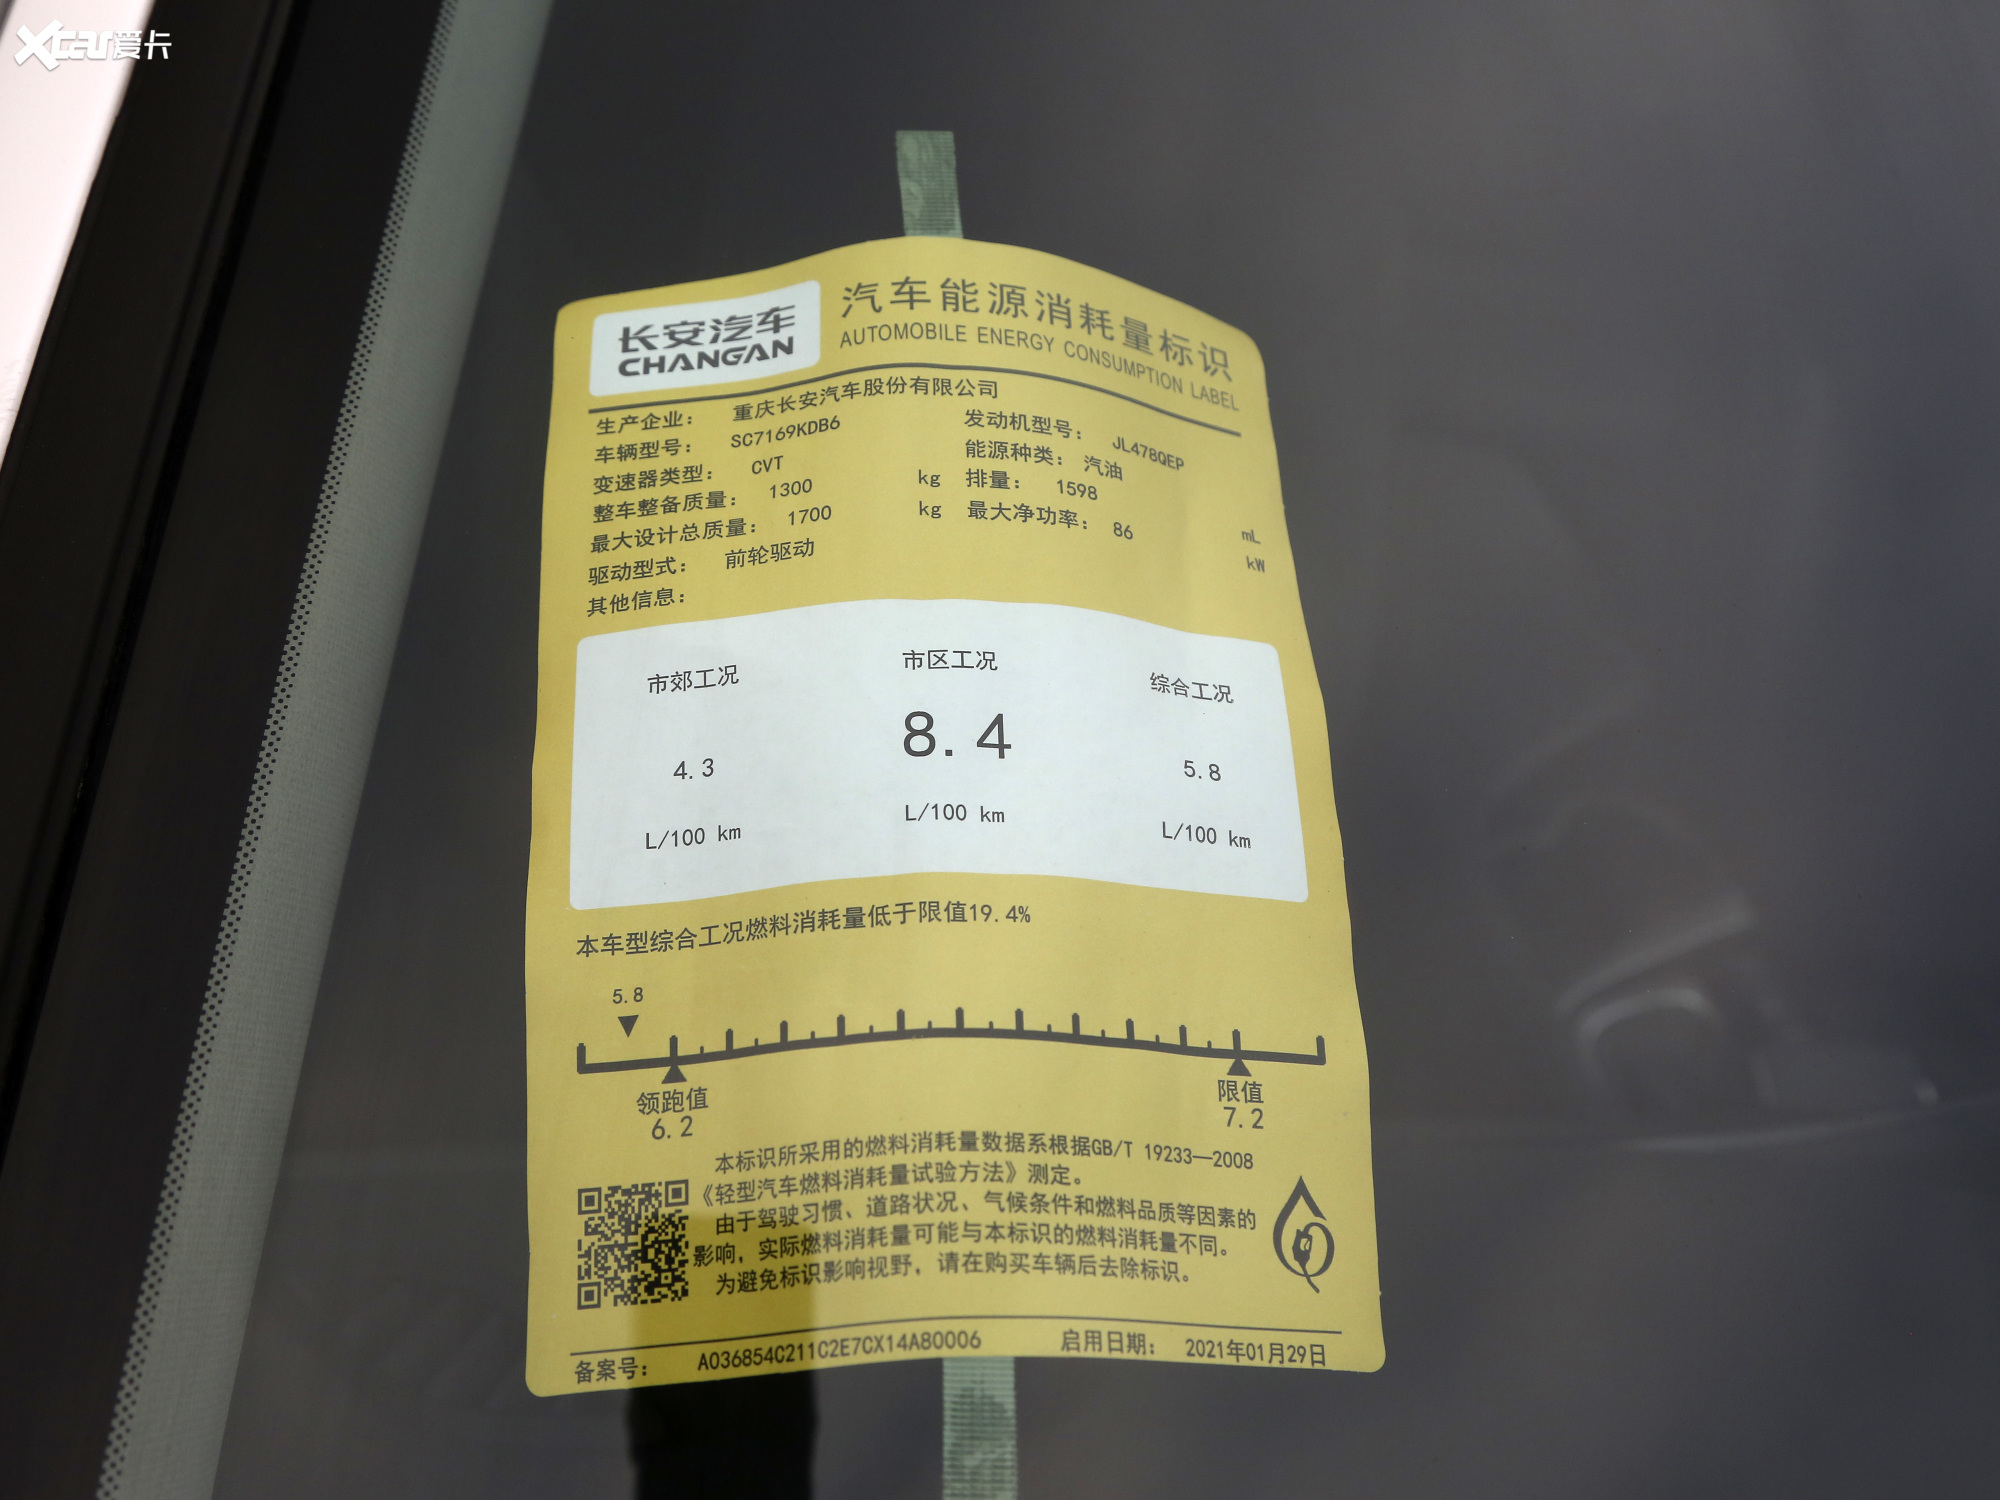 Xcar爱卡
长安汽车
CHANGAN
汽车能源消耗量标识
AUTOMOBILE ENERGY CONSUMPTION LABEL
生产企业： 重庆长安汽车股份有限公司
车辆型号： SC7169KDB6 发动机型号： JL478QEP
变速器类型： CVT 能源种类： 汽油
整车整备质量： 1300 kg 排量： 1598 mL
最大设计总质量： 1700 kg 最大净功率： 86 kW
驱动型式： 前轮驱动
其他信息：
市郊工况 市区工况 综合工况
4.3 8.4 5.8
L/100 km L/100 km L/100 km
本车型综合工况燃料消耗量低于限值19.4%
5.8
领跑值 限值
6.2 7.2
本标识所采用的燃料消耗量数据系根据GB/T 19233—2008
《轻型汽车燃料消耗量试验方法》测定。
由于驾驶习惯、道路状况、气候条件和燃料品质等因素的
影响，实际燃料消耗量可能与本标识的燃料消耗量不同。
为避免标识影响视野，请在购买车辆后去除标识。
备案号： A036854C211C2E7CX14A80006 启用日期： 2021年01月29日